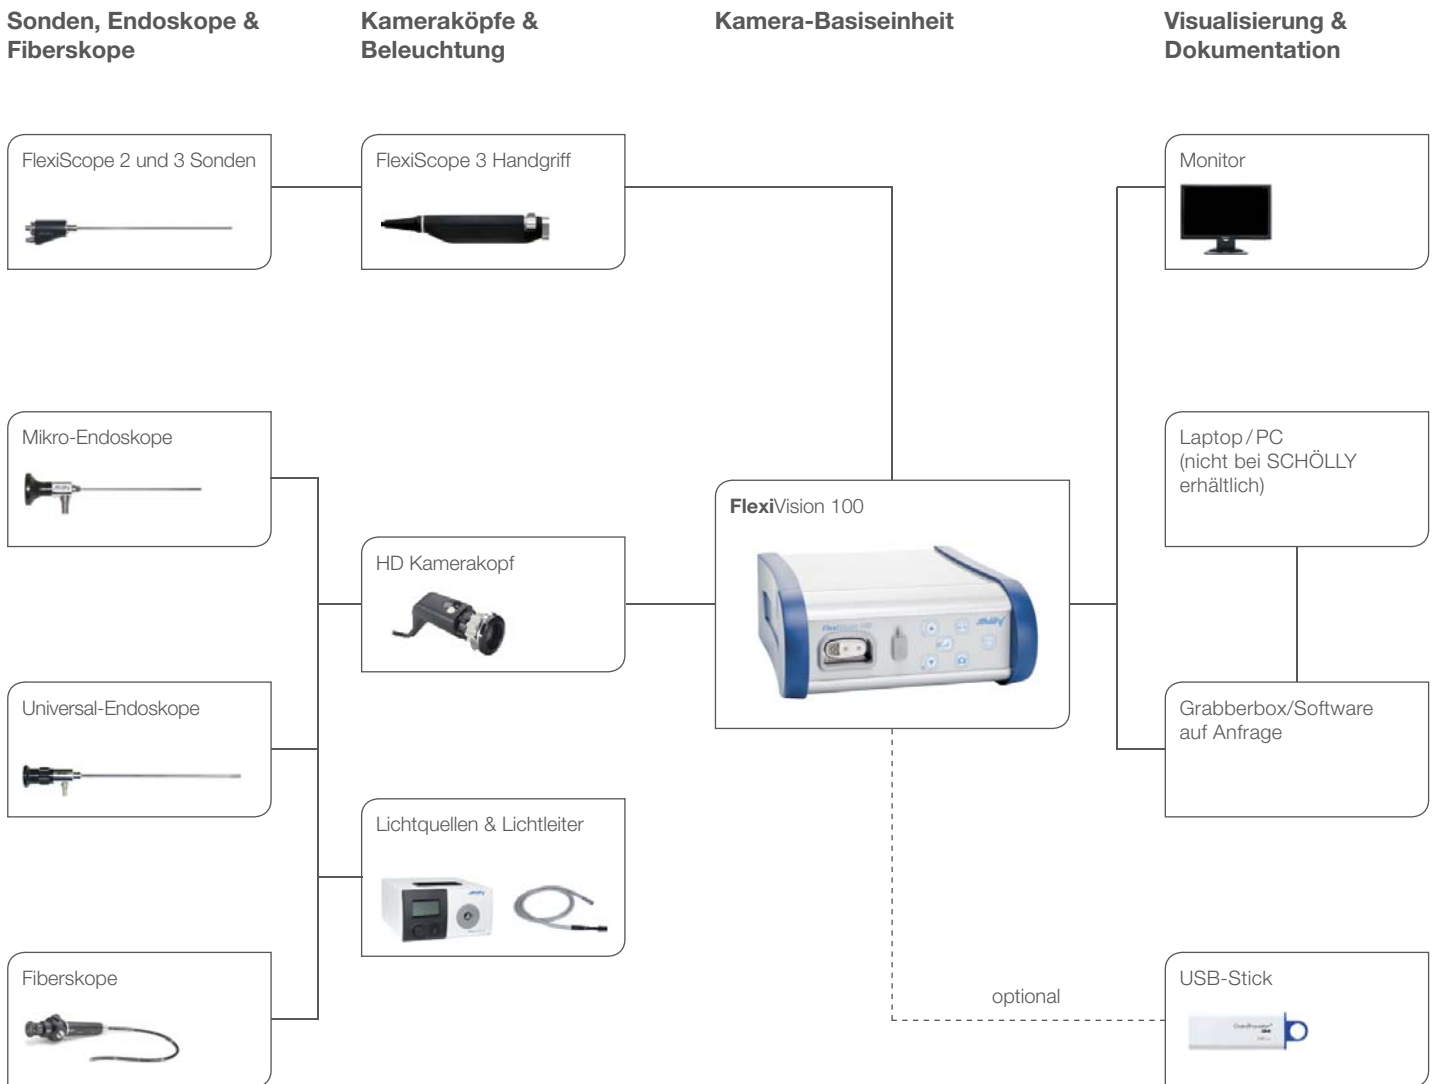 Sonden, Endoskope &
Fiberskope
Kameraköpfe &
Beleuchtung
Kamera-Basiseinheit
Visualisierung &
Dokumentation
FlexiScope 2 und 3 Sonden
FlexiScope 3 Handgriff
Monitor
Mikro-Endoskope
HD Kamerakopf
FlexiVision 100
Laptop / PC
(nicht bei SCHÖLLY
erhältlich)
Universal-Endoskope
Grabberbox/Software
auf Anfrage
Lichtquellen & Lichtleiter
Fiberskope
optional
USB-Stick